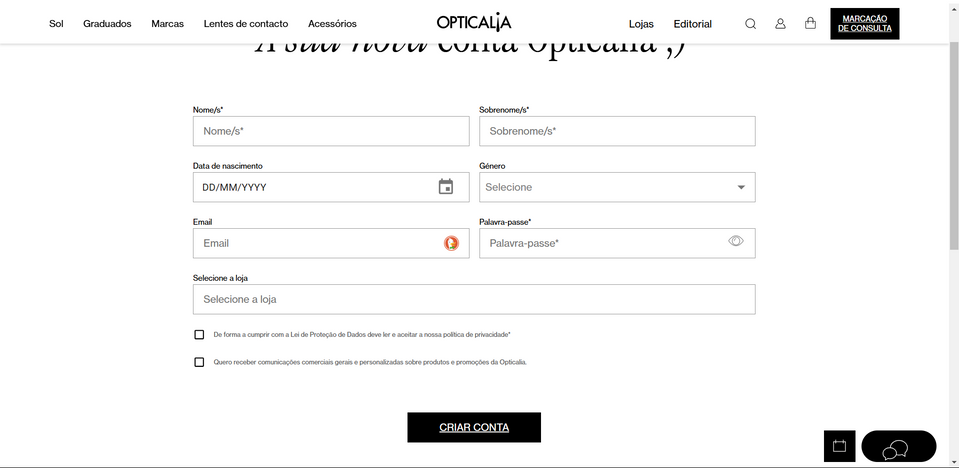 Sol Graduados Marcas Lentes de contacto Acessórios OPTICALIA Lojas Editorial MARCAÇÃO
DE CONSULTA
A sua nova conta Opticalia ;)
Nome/s* Sobrenome/s*
Nome/s* Sobrenome/s*
Data de nascimento Género
DD/MM/YYYY Selecione
Email Palavra-passe*
Email Palavra-passe*
Selecione a loja
Selecione a loja
De forma a cumprir com a Lei de Proteção de Dados deve ler e aceitar a nossa política de privacidade*
Quero receber comunicações comerciais gerais e personalizadas sobre produtos e promoções da Opticalia.
CRIAR CONTA